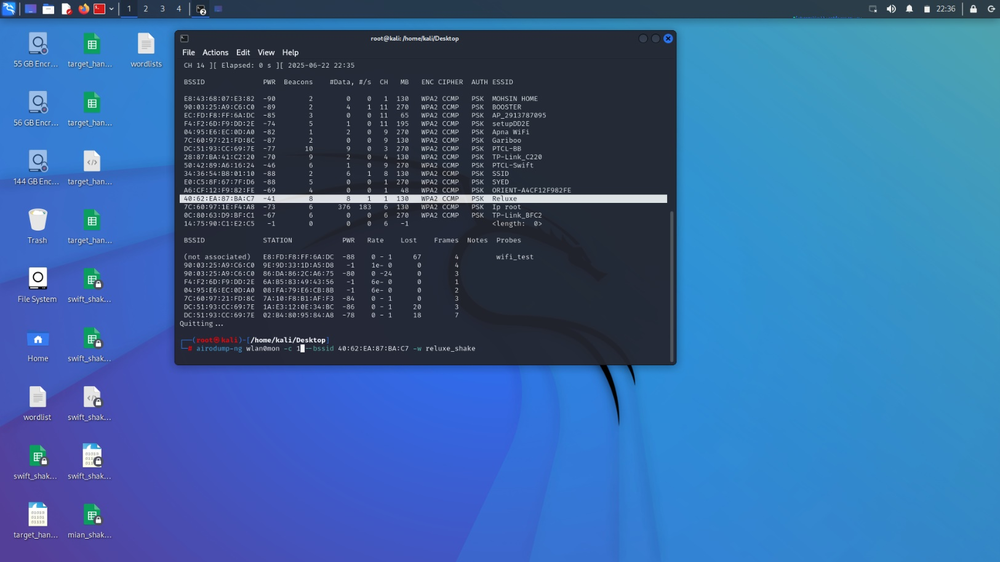 1 2 3 4 2 22:36
root@kali: /home/kali/Desktop
File Actions Edit View Help
CH 14 ][ Elapsed: 0 s ][ 2025-06-22 22:35
BSSID PWR Beacons #Data, #/s CH MB ENC CIPHER AUTH ESSID
E8:43:68:07:E3:82 -90 2 0 0 1 130 WPA2 CCMP PSK MOHSIN HOME
90:03:25:A9:C6:C0 -89 2 4 1 11 270 WPA2 CCMP PSK BOOSTER
EC:FD:F8:FF:6A:DC -85 3 0 0 11 65 WPA2 CCMP PSK AP_2913787095
F4:F2:6D:F9:DD:2E -74 5 1 0 11 195 WPA2 CCMP PSK setupDD2E
04:95:E6:EC:0D:A0 -82 1 2 0 9 270 WPA2 CCMP PSK Apna WiFi
7C:60:97:21:FD:8C -87 2 0 0 9 130 WPA2 CCMP PSK Gariboo
DC:51:93:CC:69:7E -77 10 9 0 3 270 WPA2 CCMP PSK PTCL-BB
28:87:BA:41:C2:20 -70 9 2 0 4 130 WPA2 CCMP PSK TP-Link_C220
50:42:89:A6:16:24 -46 6 1 0 9 270 WPA2 CCMP PSK PTCL-Swift
34:36:54:B8:01:10 -88 2 6 1 8 130 WPA2 CCMP PSK SSID
E0:C5:8F:67:7F:D6 -88 5 0 0 1 270 WPA2 CCMP PSK SYED
A6:CF:12:F9:82:FE -69 4 0 0 1 48 WPA2 CCMP PSK ORIENT-A4CF12F982FE
40:62:EA:87:BA:C7 -41 8 8 1 1 130 WPA2 CCMP PSK Reluxe
7C:60:97:1E:F4:A8 -73 6 376 183 6 130 WPA2 CCMP PSK Ip root
0C:80:63:D9:BF:C1 -67 6 0 0 6 270 WPA2 CCMP PSK TP-Link_BFC2
14:75:90:C1:E2:C5 -1 0 0 0 6 -1 <length: 0>
BSSID STATION PWR Rate Lost Frames Notes Probes
(not associated) E8:FD:F8:FF:6A:DC -88 0 - 1 67 4 wifi_test
90:03:25:A9:C6:C0 9E:9D:33:1D:A5:D8 -1 1e- 0 0 4
90:03:25:A9:C6:C0 86:DA:86:2C:A6:75 -80 0 -24 0 3
F4:F2:6D:F9:DD:2E 6A:B5:83:49:43:56 -1 6e- 0 0 1
04:95:E6:EC:0D:A0 08:FA:79:E6:CB:8B -1 6e- 0 0 2
7C:60:97:21:FD:8C 7A:10:F8:B1:AF:F3 -84 0 - 1 0 3
DC:51:93:CC:69:7E 1A:E3:12:0E:34:BC -86 0 - 1 20 3
DC:51:93:CC:69:7E 02:B4:80:95:84:A8 -78 0 - 1 18 7
Quitting...
┌──(root㉿kali)-[/home/kali/Desktop]
└─# airodump-ng wlan0mon -c 1 --bssid 40:62:EA:87:BA:C7 -w reluxe_shake
55 GB Encr... target_han... wordlists
56 GB Encr... target_han...
144 GB Enc... target_han...
Trash target_han...
File System swift_shak...
Home swift_shak...
wordlist swift_shak...
swift_shak... swift_shak...
target_han... mian_shak...